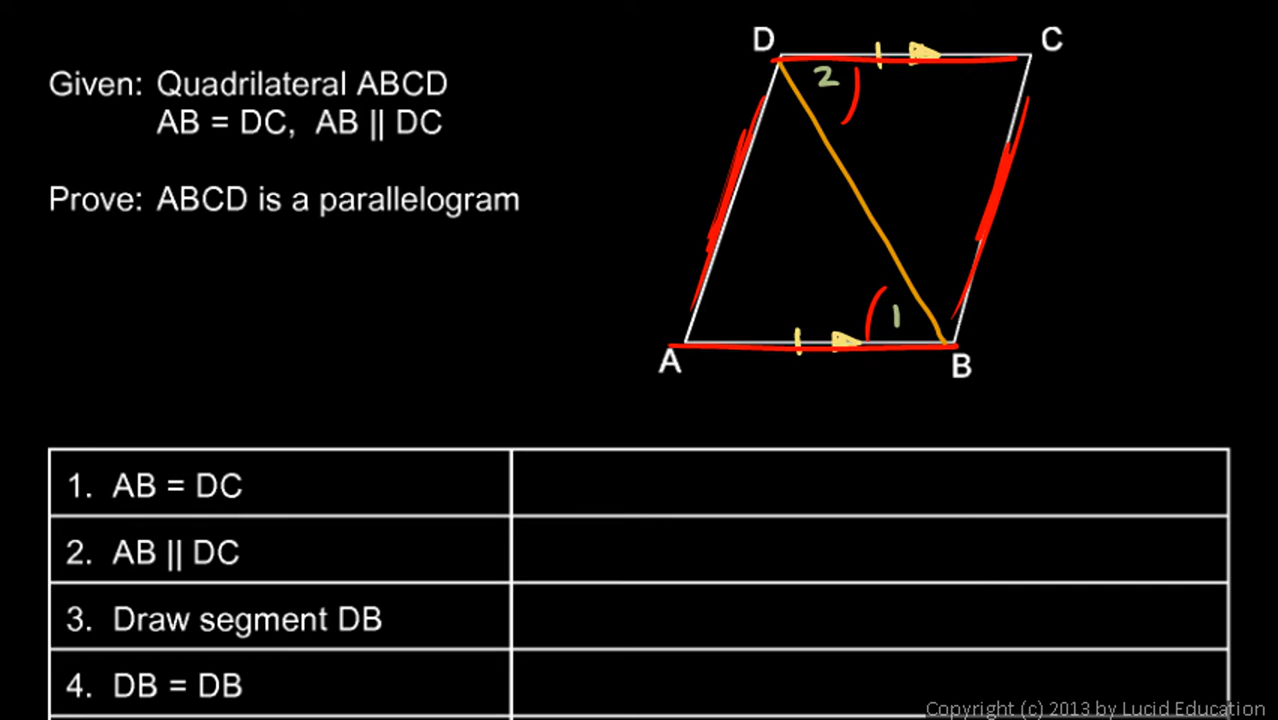 Given: Quadrilateral ABCD
AB = DC, AB || DC
Prove: ABCD is a parallelogram
D
C
2
1
A
B
1. AB = DC
2. AB || DC
3. Draw segment DB
4. DB = DB
Copyright (c) 2013 by Lucid Education